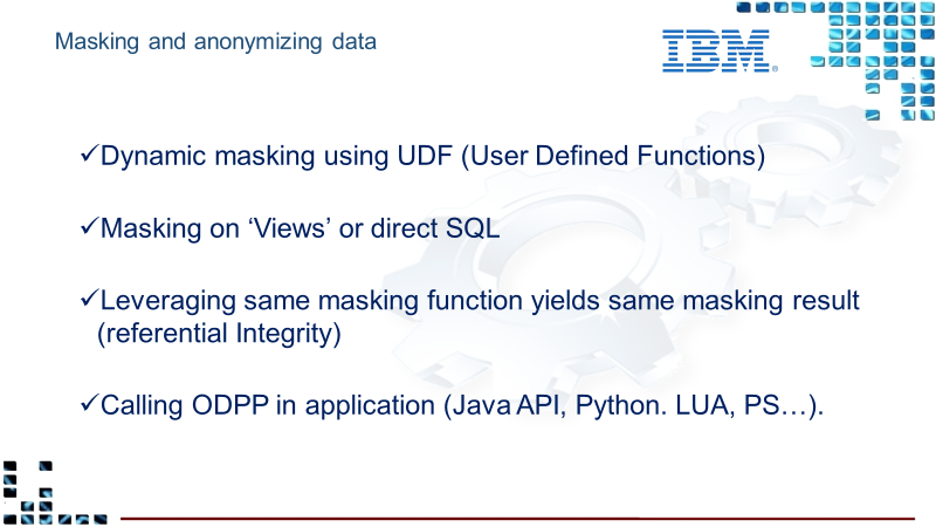 Masking and anonymizing data
IBM®
✓Dynamic masking using UDF (User Defined Functions)
✓Masking on ‘Views’ or direct SQL
✓Leveraging same masking function yields same masking result
(referential Integrity)
✓Calling ODPP in application (Java API, Python. LUA, PS…).